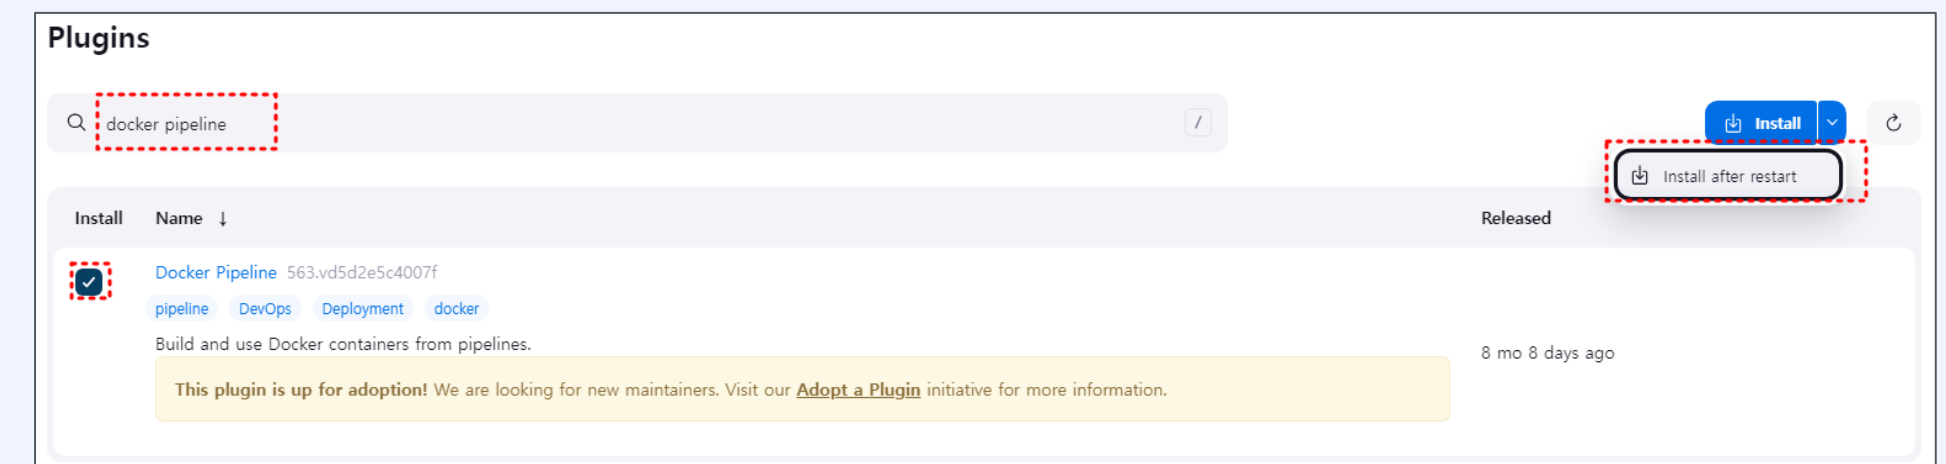 Plugins
docker pipeline
/
Install
Install after restart
Install Name ↓ Released
Docker Pipeline 563.vd5d2e5c4007f
pipeline DevOps Deployment docker
Build and use Docker containers from pipelines.
8 mo 8 days ago
This plugin is up for adoption! We are looking for new maintainers. Visit our Adopt a Plugin initiative for more information.